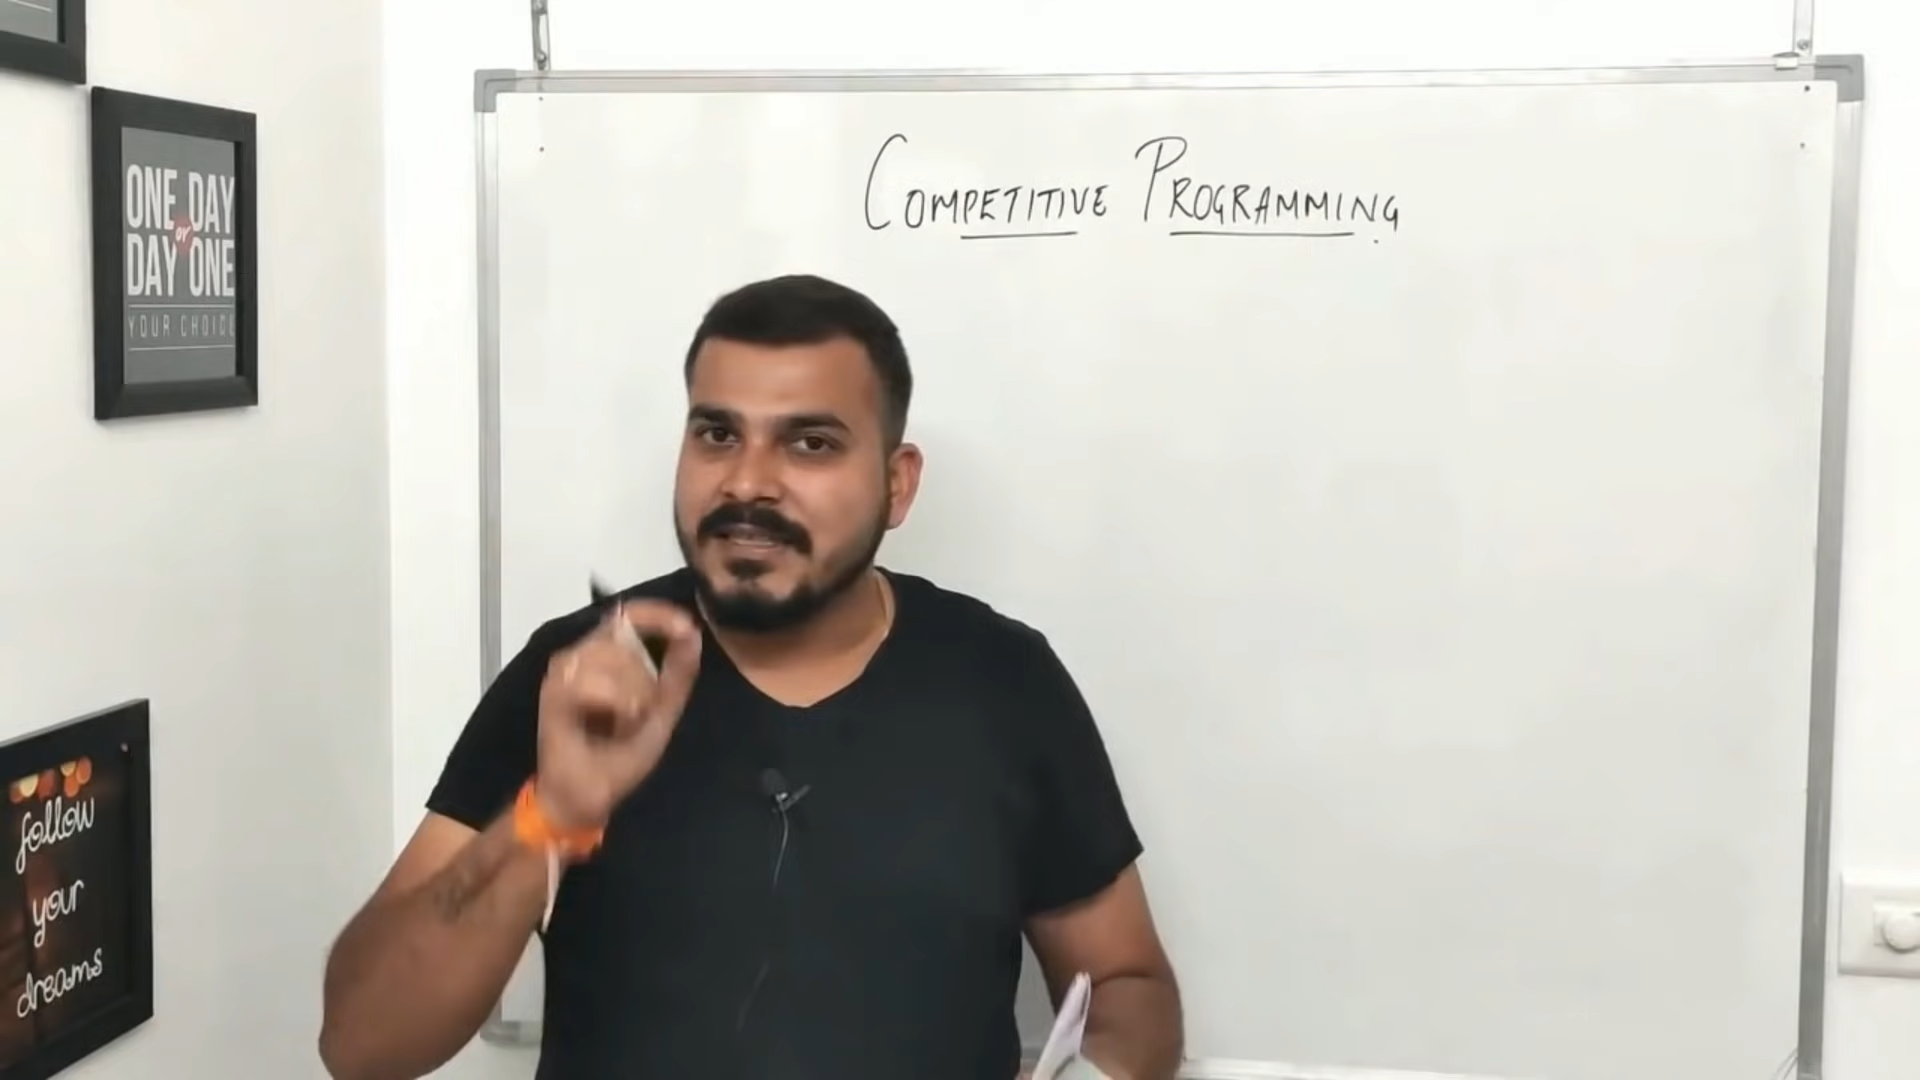 ONE DAY
or
DAY ONE
YOUR CHOICE
COMPETITIVE PROGRAMMING
follow
your
dreams